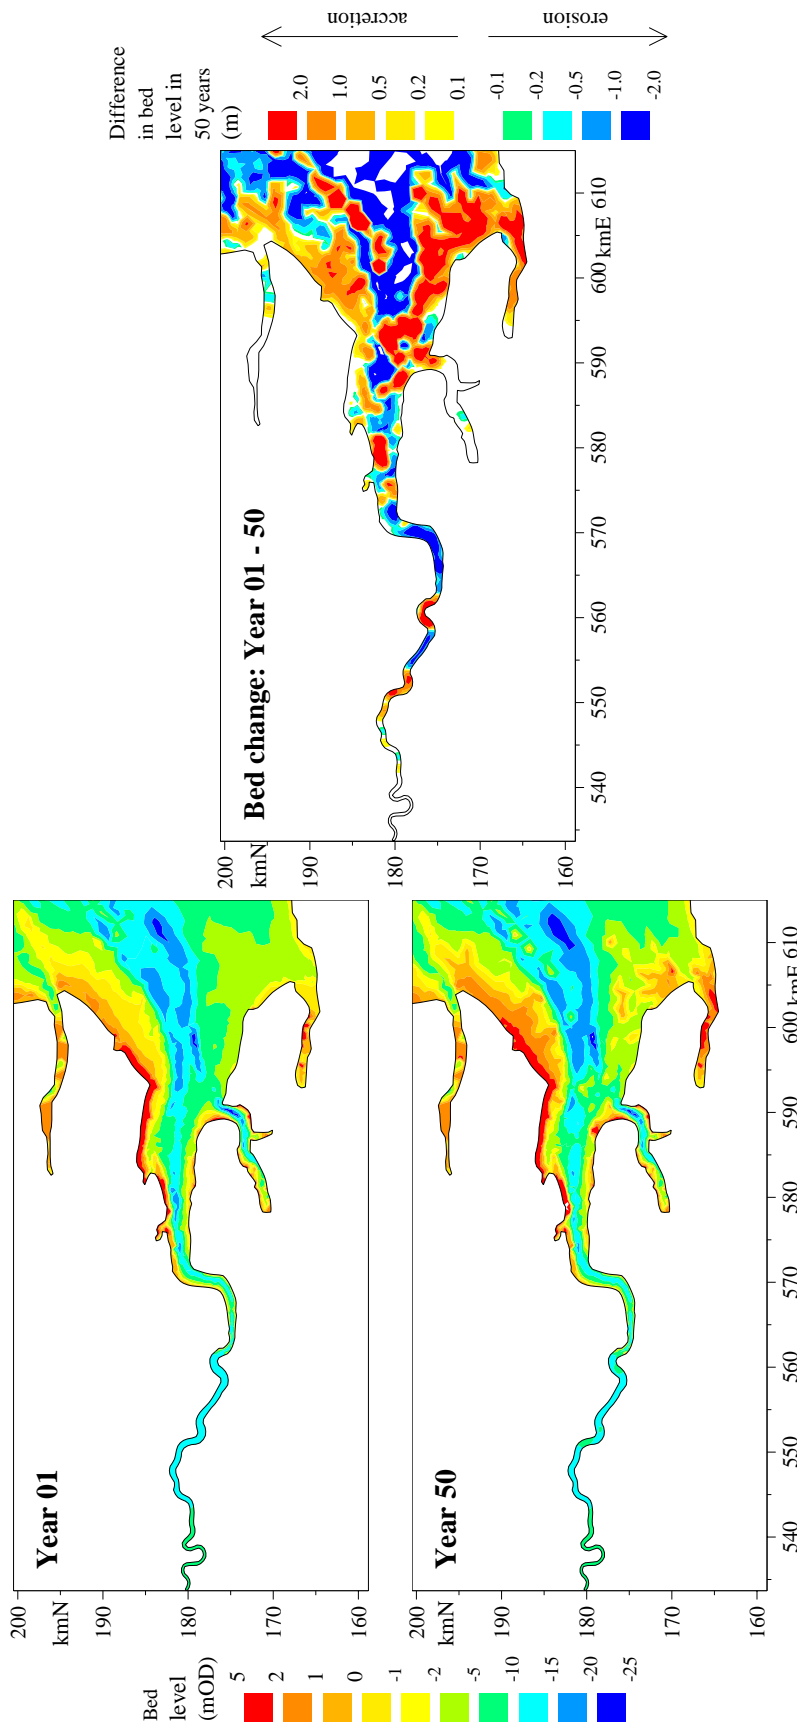 Bed
level
(mOD)
5
2
1
0
-1
-2
-5
-10
-15
-20
-25
Year 01
200
kmN
190
180
170
160
Year 50
200
kmN
190
180
170
160
540
550
560
570
580
590
600
kmE
610
Bed change: Year 01 - 50
200
kmN
190
180
170
160
540
550
560
570
580
590
600
kmE
610
Difference
in bed
level in
50 years
(m)
2.0
1.0
0.5
0.2
0.1
-0.1
-0.2
-0.5
-1.0
-2.0
accretion
erosion